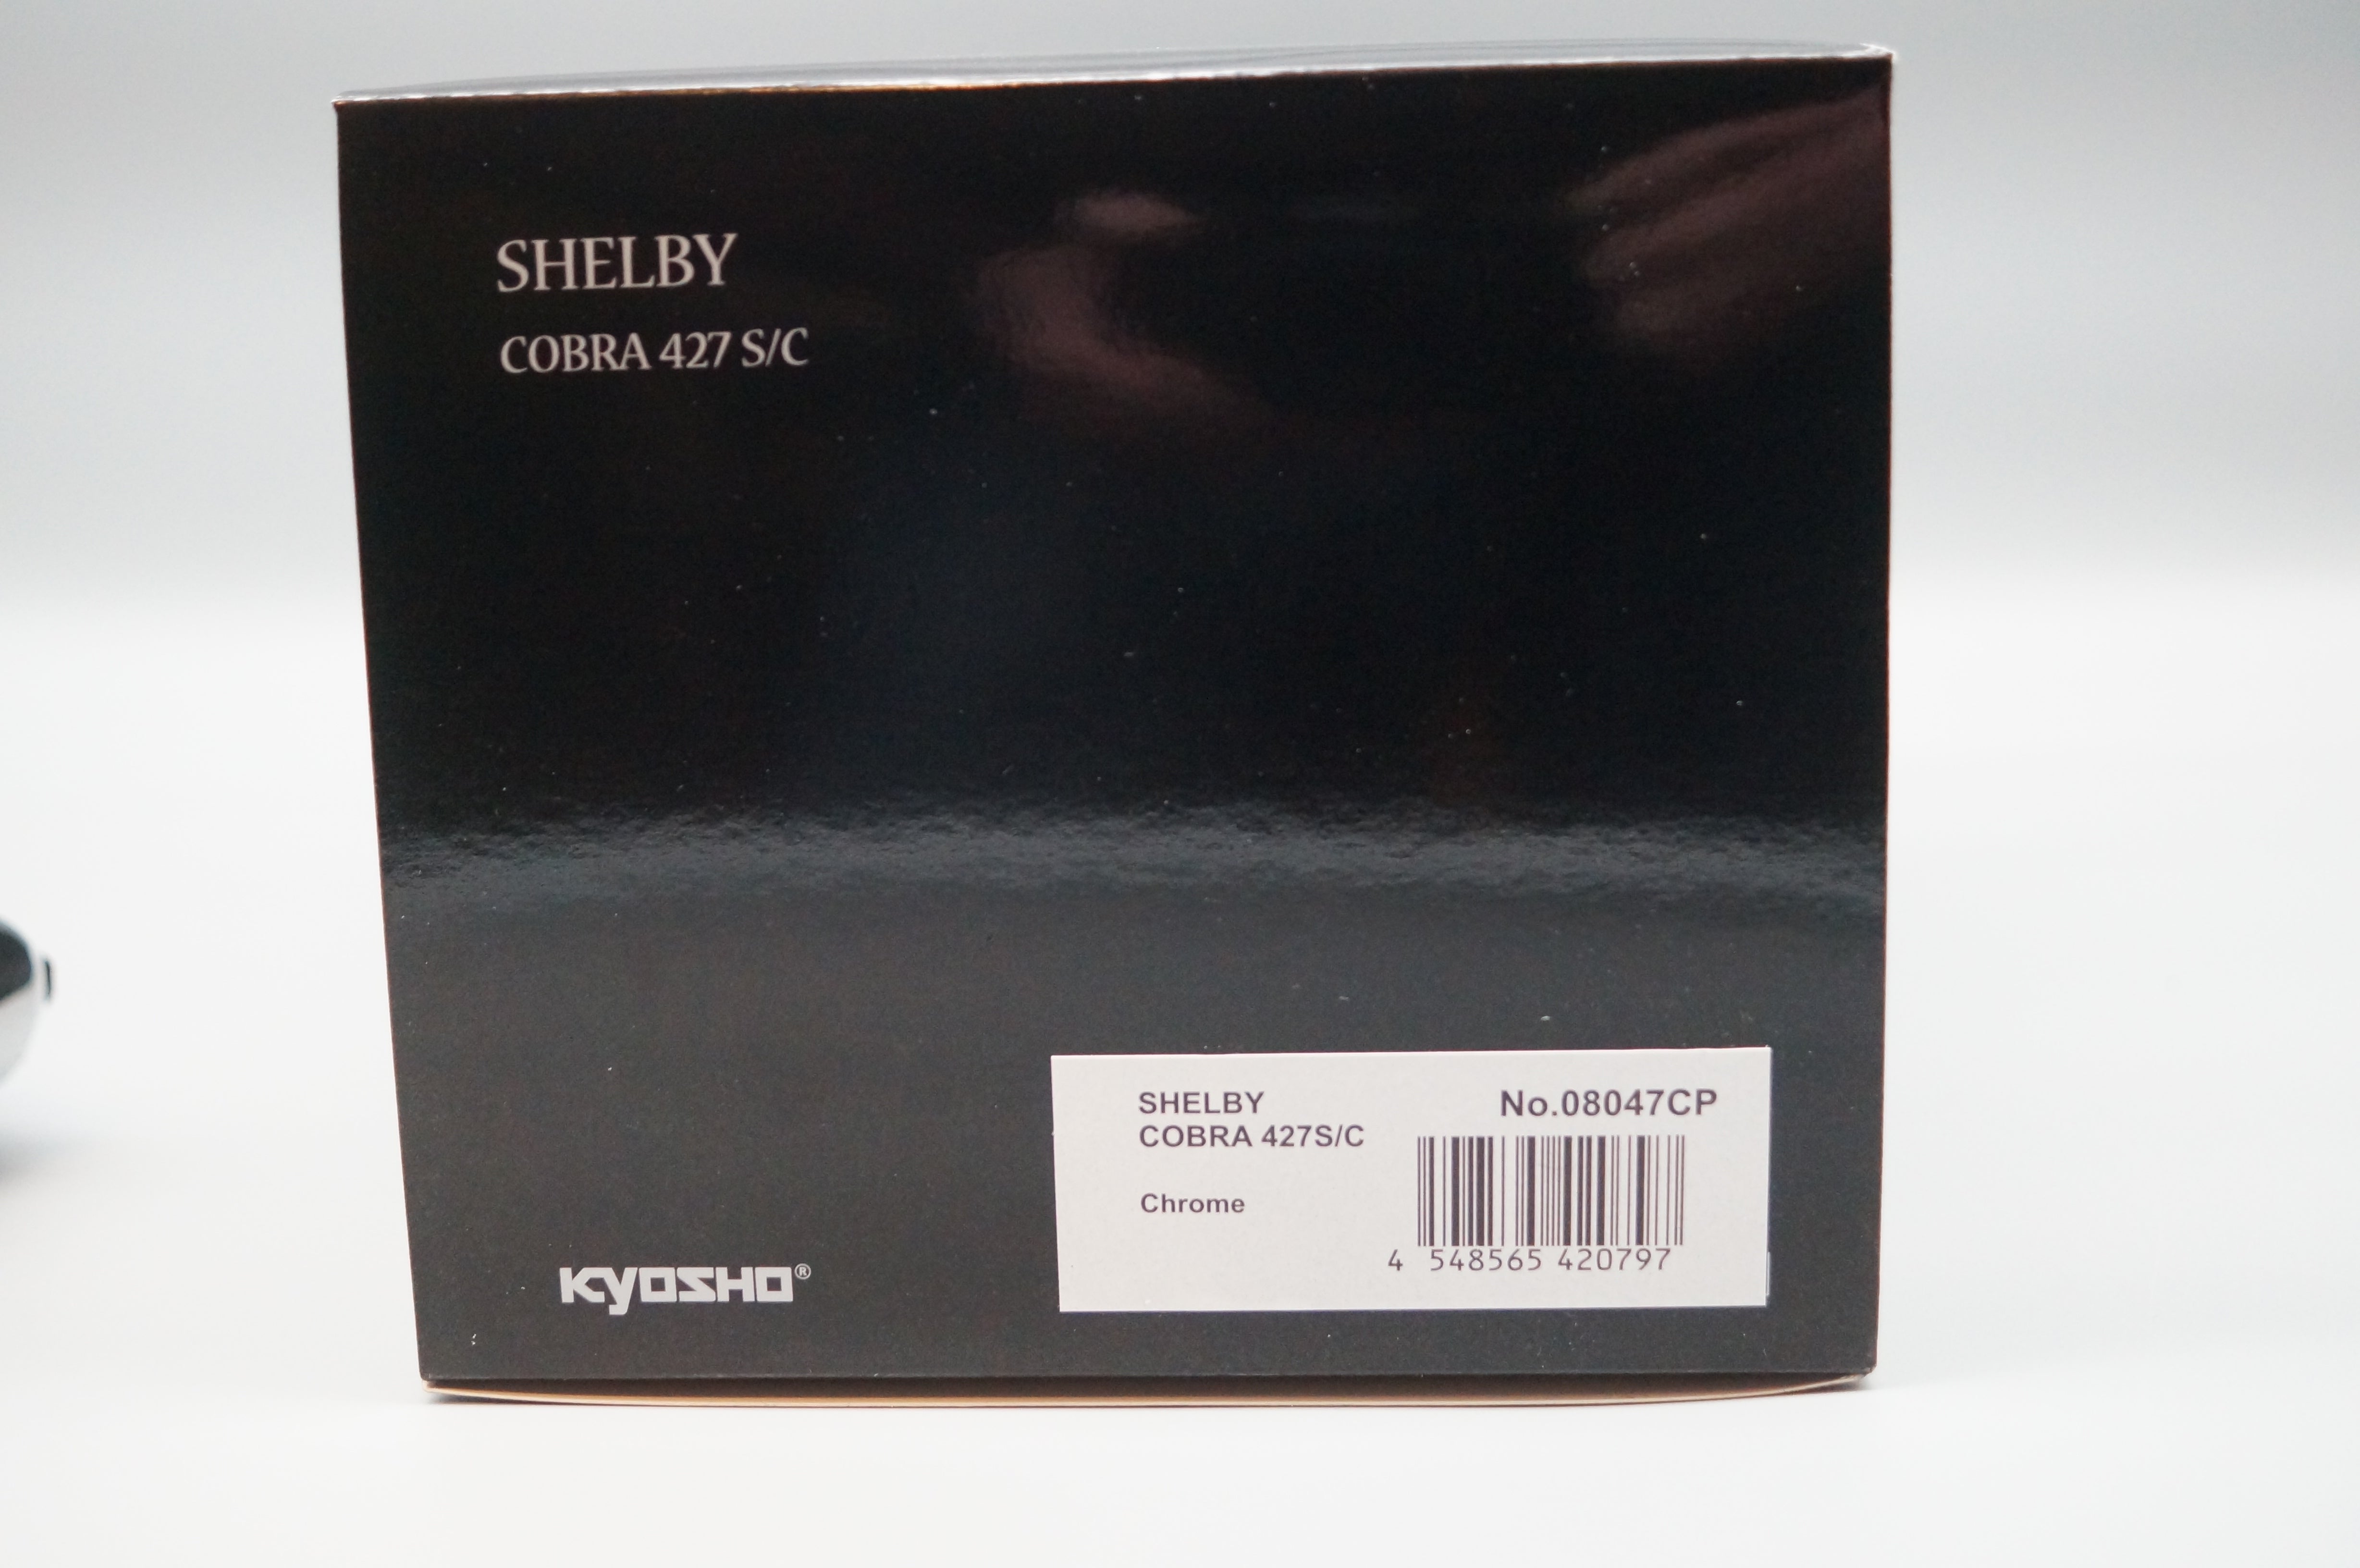 SHELBY
COBRA 427 S/C
SHELBY
COBRA 427S/C
No.08047CP
Chrome
4 548565 420797
KYOSHO®